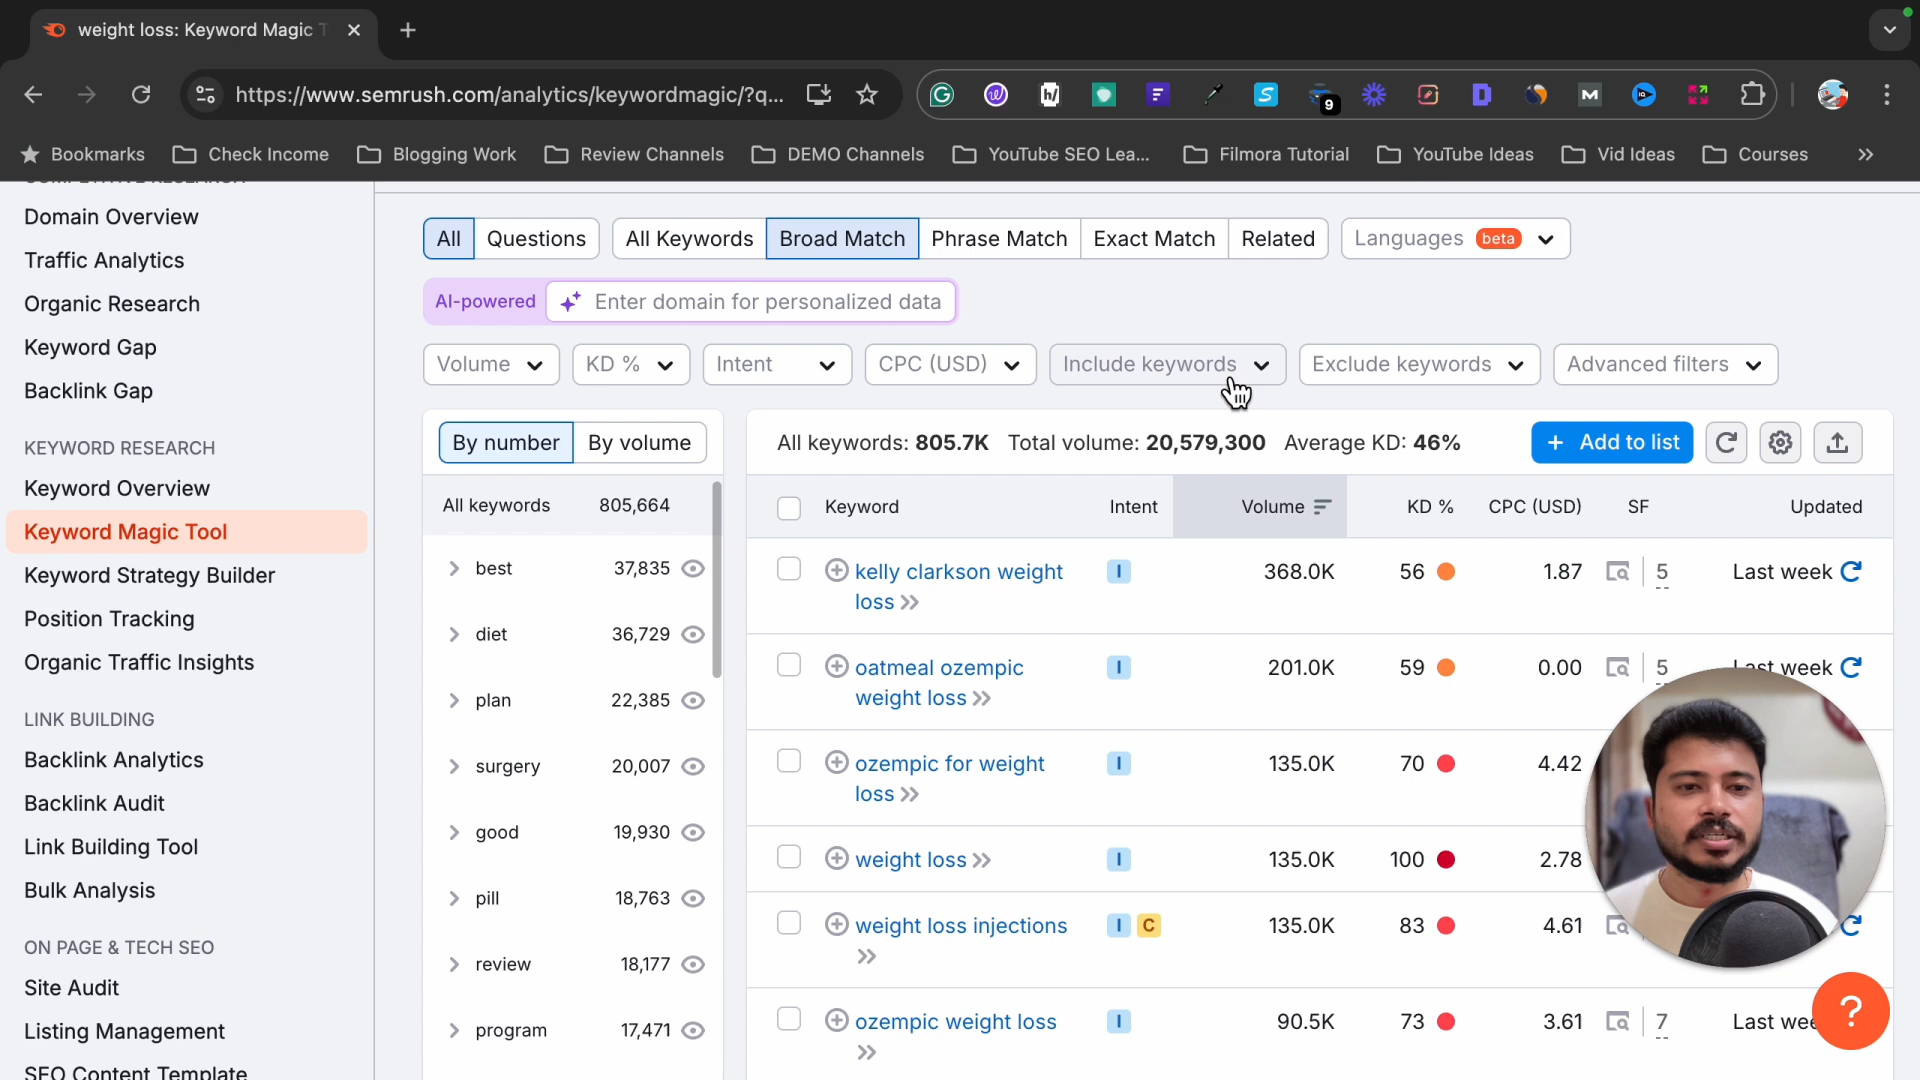 weight loss: Keyword Magic T
https://www.semrush.com/analytics/keywordmagic/?q...
9
Bookmarks
Check Income
Blogging Work
Review Channels
DEMO Channels
YouTube SEO Lea...
Filmora Tutorial
YouTube Ideas
Vid Ideas
Courses
Domain Overview
Traffic Analytics
Organic Research
Keyword Gap
Backlink Gap
KEYWORD RESEARCH
Keyword Overview
Keyword Magic Tool
Keyword Strategy Builder
Position Tracking
Organic Traffic Insights
LINK BUILDING
Backlink Analytics
Backlink Audit
Link Building Tool
Bulk Analysis
ON PAGE & TECH SEO
Site Audit
Listing Management
SEO Content Template
All Questions All Keywords Broad Match Phrase Match Exact Match Related Languages beta
AI-powered Enter domain for personalized data
Volume KD % Intent CPC (USD) Include keywords Exclude keywords Advanced filters
By number By volume
All keywords 805,664
best 37,835
diet 36,729
plan 22,385
surgery 20,007
good 19,930
pill 18,763
review 18,177
program 17,471
All keywords: 805.7K Total volume: 20,579,300 Average KD: 46% + Add to list
Keyword Intent Volume KD % CPC (USD) SF Updated
kelly clarkson weight I 368.0K 56 1.87 5 Last week
loss
oatmeal ozempic I 201.0K 59 0.00 5 Last week
weight loss
ozempic for weight I 135.0K 70 4.42
loss
weight loss I 135.0K 100 2.78
weight loss injections I C 135.0K 83 4.61
ozempic weight loss I 90.5K 73 3.61 7 Last wee
?